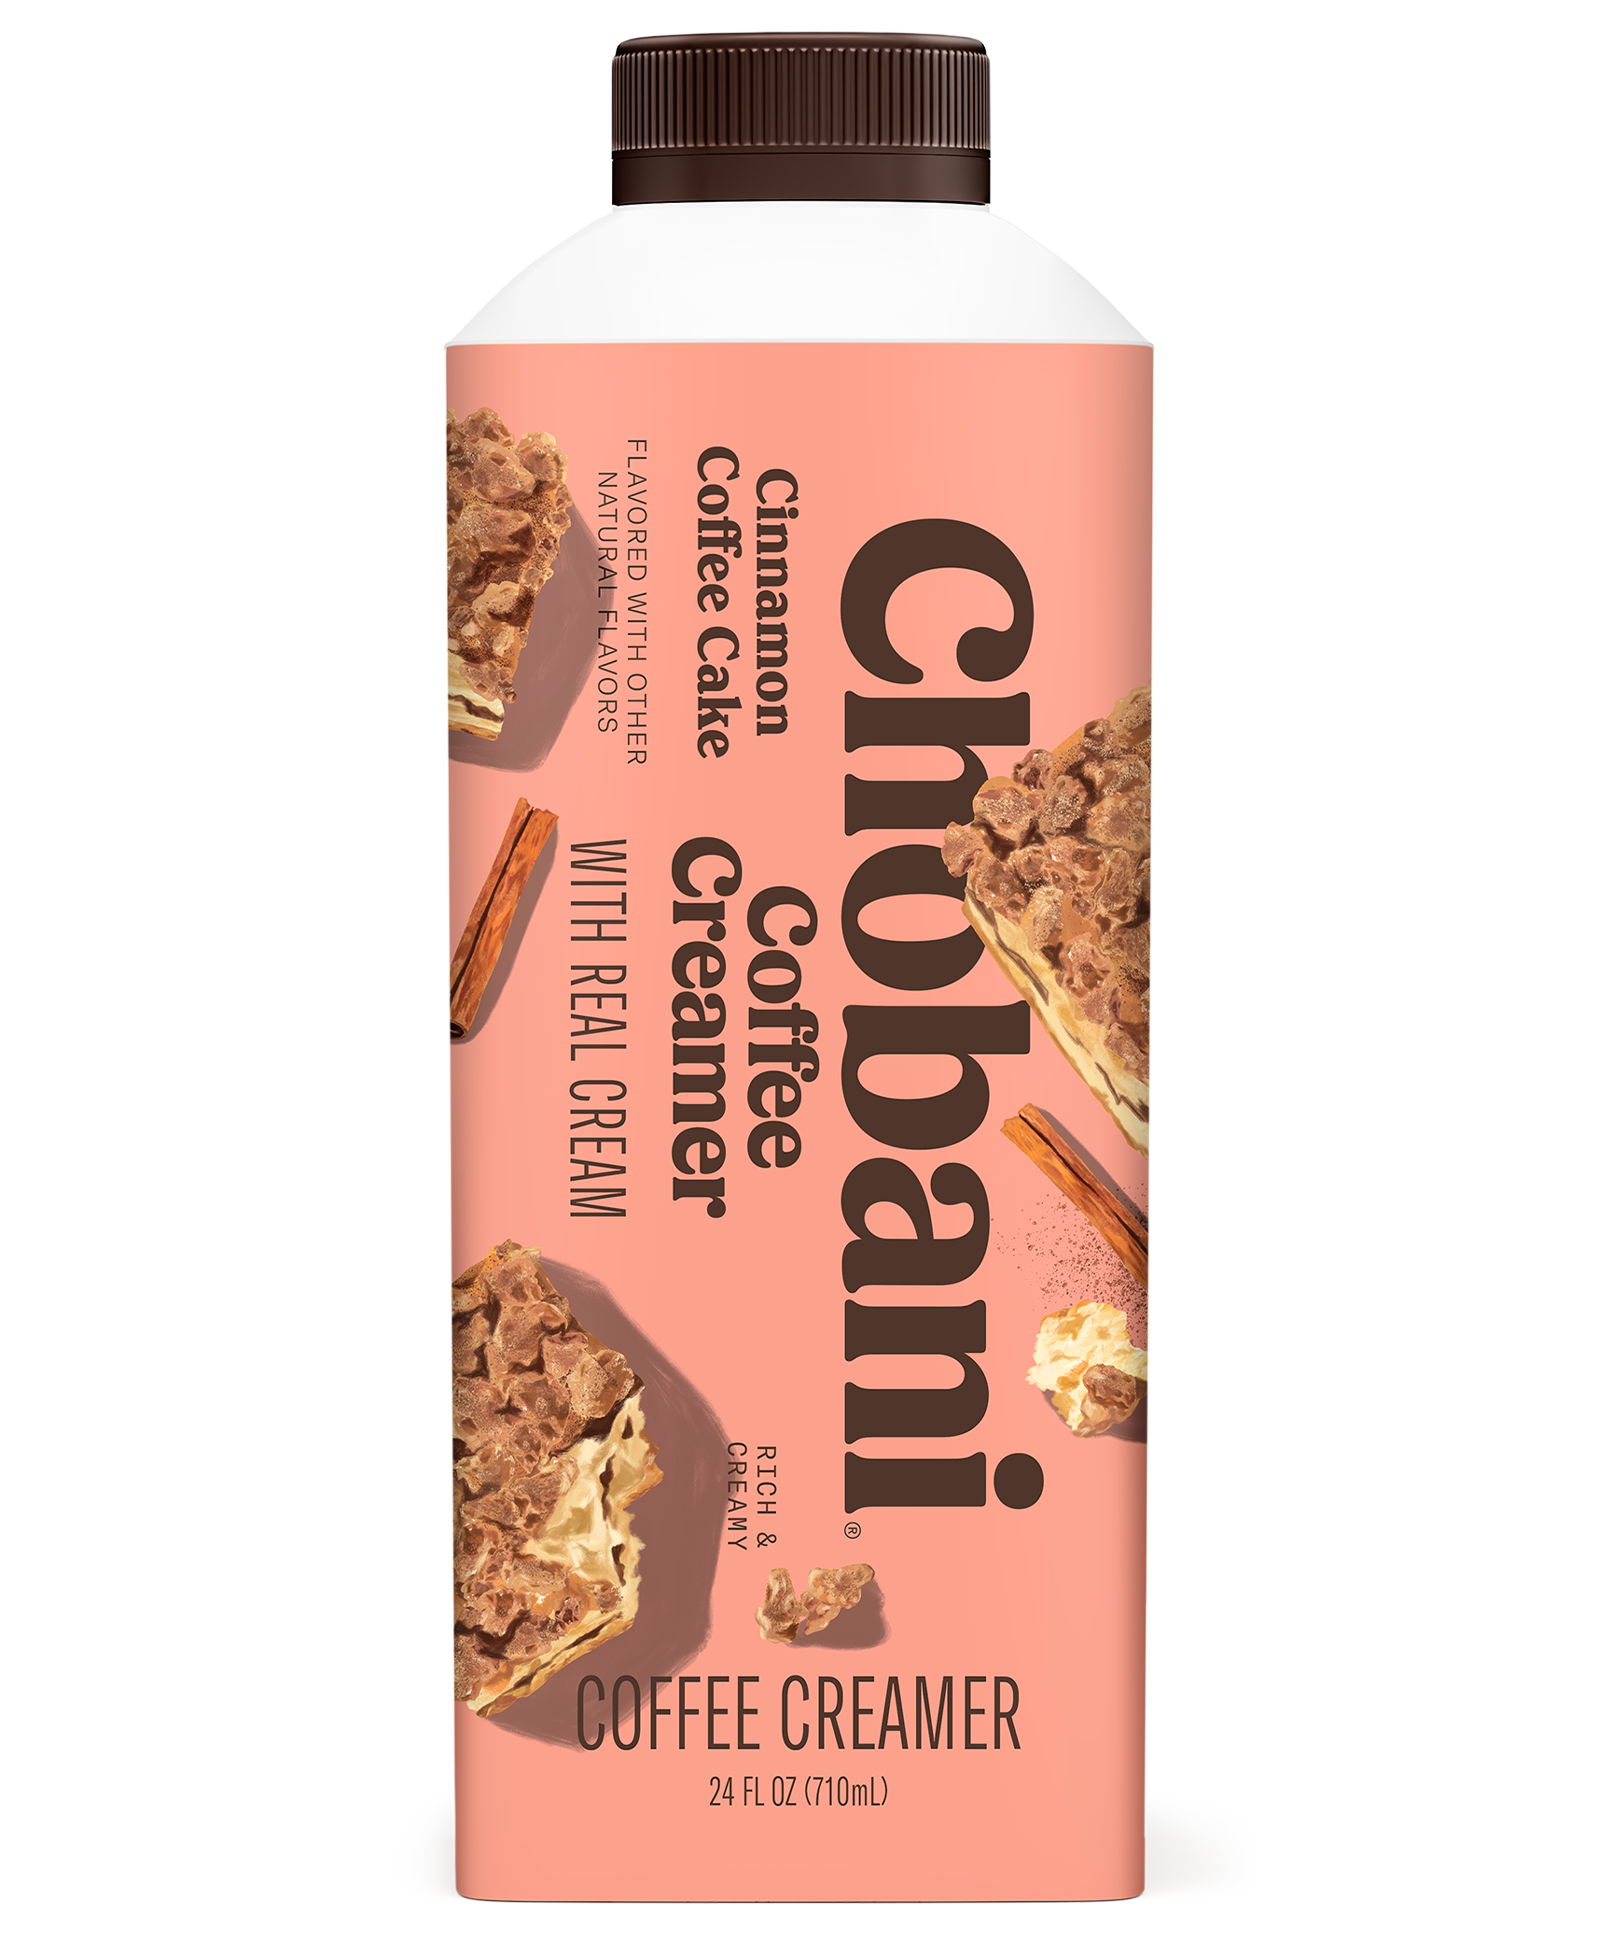 Chobani®
Cinnamon
Coffee Cake
FLAVORED WITH OTHER
NATURAL FLAVORS
Coffee
Creamer
WITH REAL CREAM
RICH &
CREAMY
COFFEE CREAMER
24 FL OZ (710mL)